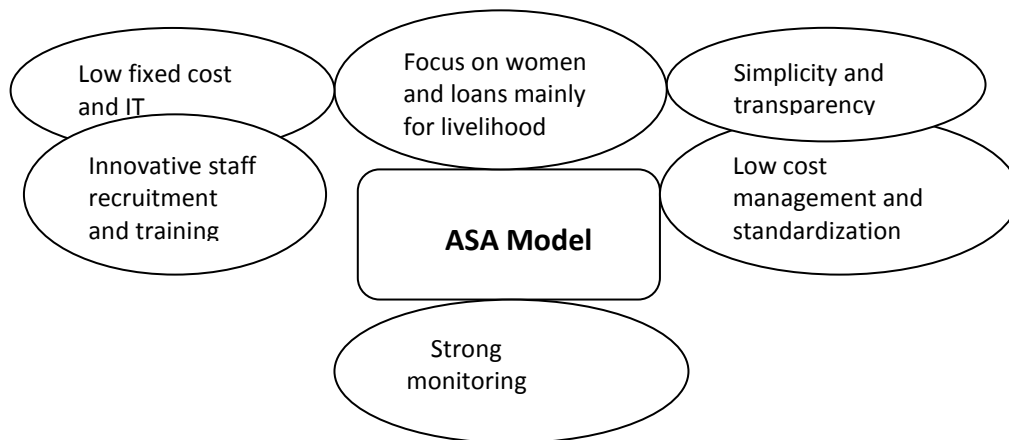 Low fixed cost
and IT
Focus on women
and loans mainly
for livelihood
Simplicity and
transparency
Innovative staff
recruitment
and training
Low cost
management and
standardization
ASA Model
Strong
monitoring